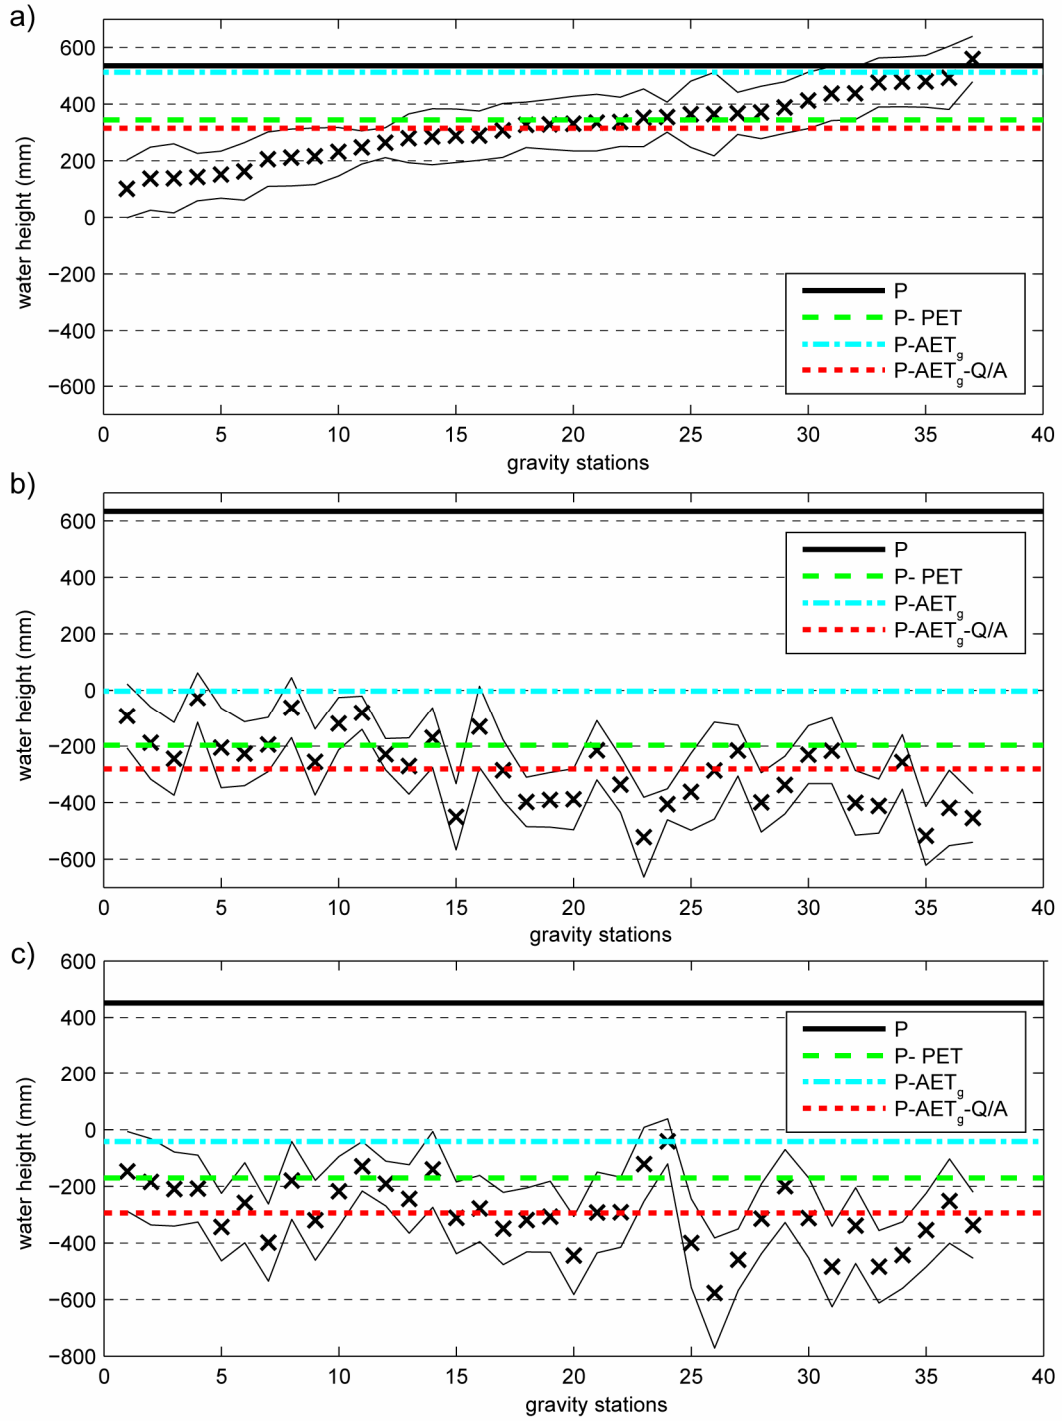 a)
600
400
200
0
−200
−400
−600
water height (mm)
P
P- PET
P-AETg
P-AETg-Q/A
0 5 10 15 20 25 30 35 40
gravity stations
b)
600
400
200
0
−200
−400
−600
water height (mm)
P
P- PET
P-AETg
P-AETg-Q/A
0 5 10 15 20 25 30 35 40
gravity stations
c)
600
400
200
0
−200
−400
−600
−800
water height (mm)
P
P- PET
P-AETg
P-AETg-Q/A
0 5 10 15 20 25 30 35 40
gravity stations